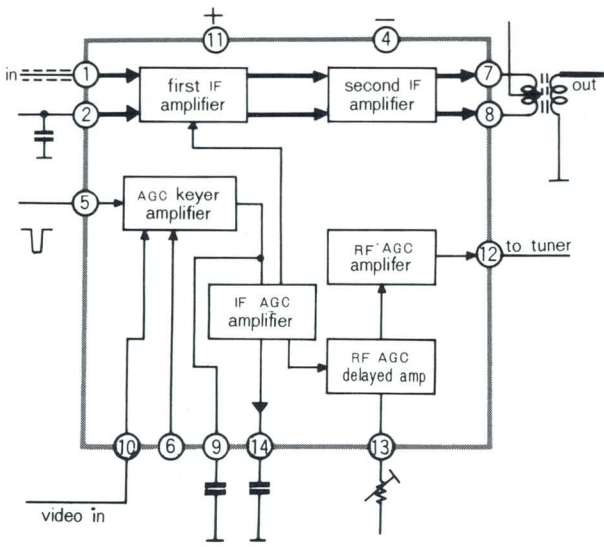 +
−
11
4
in
1
first IF
amplifier
second IF
amplifier
7
out
2
8
5
AGC keyer
amplifier
RF AGC
amplifer
12
to tuner
IF AGC
amplifier
RF AGC
delayed amp
10
6
9
14
13
video in